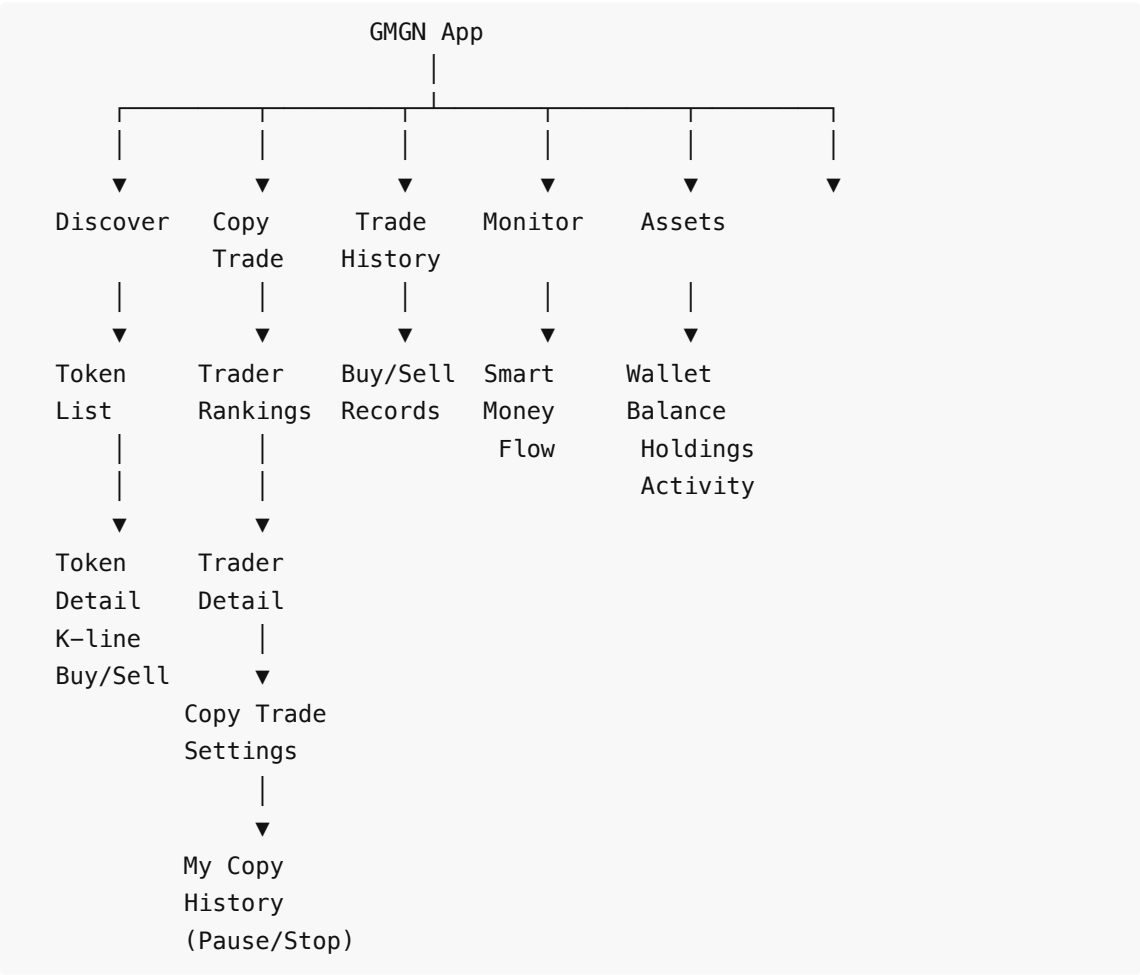 GMGN App
Discover Copy Trade Monitor Assets
Trade History
Token Trader Buy/Sell Smart Wallet
List Rankings Records Money Balance
Flow Holdings
Activity
Token Trader
Detail Detail
K-line
Buy/Sell
Copy Trade
Settings
My Copy
History
(Pause/Stop)